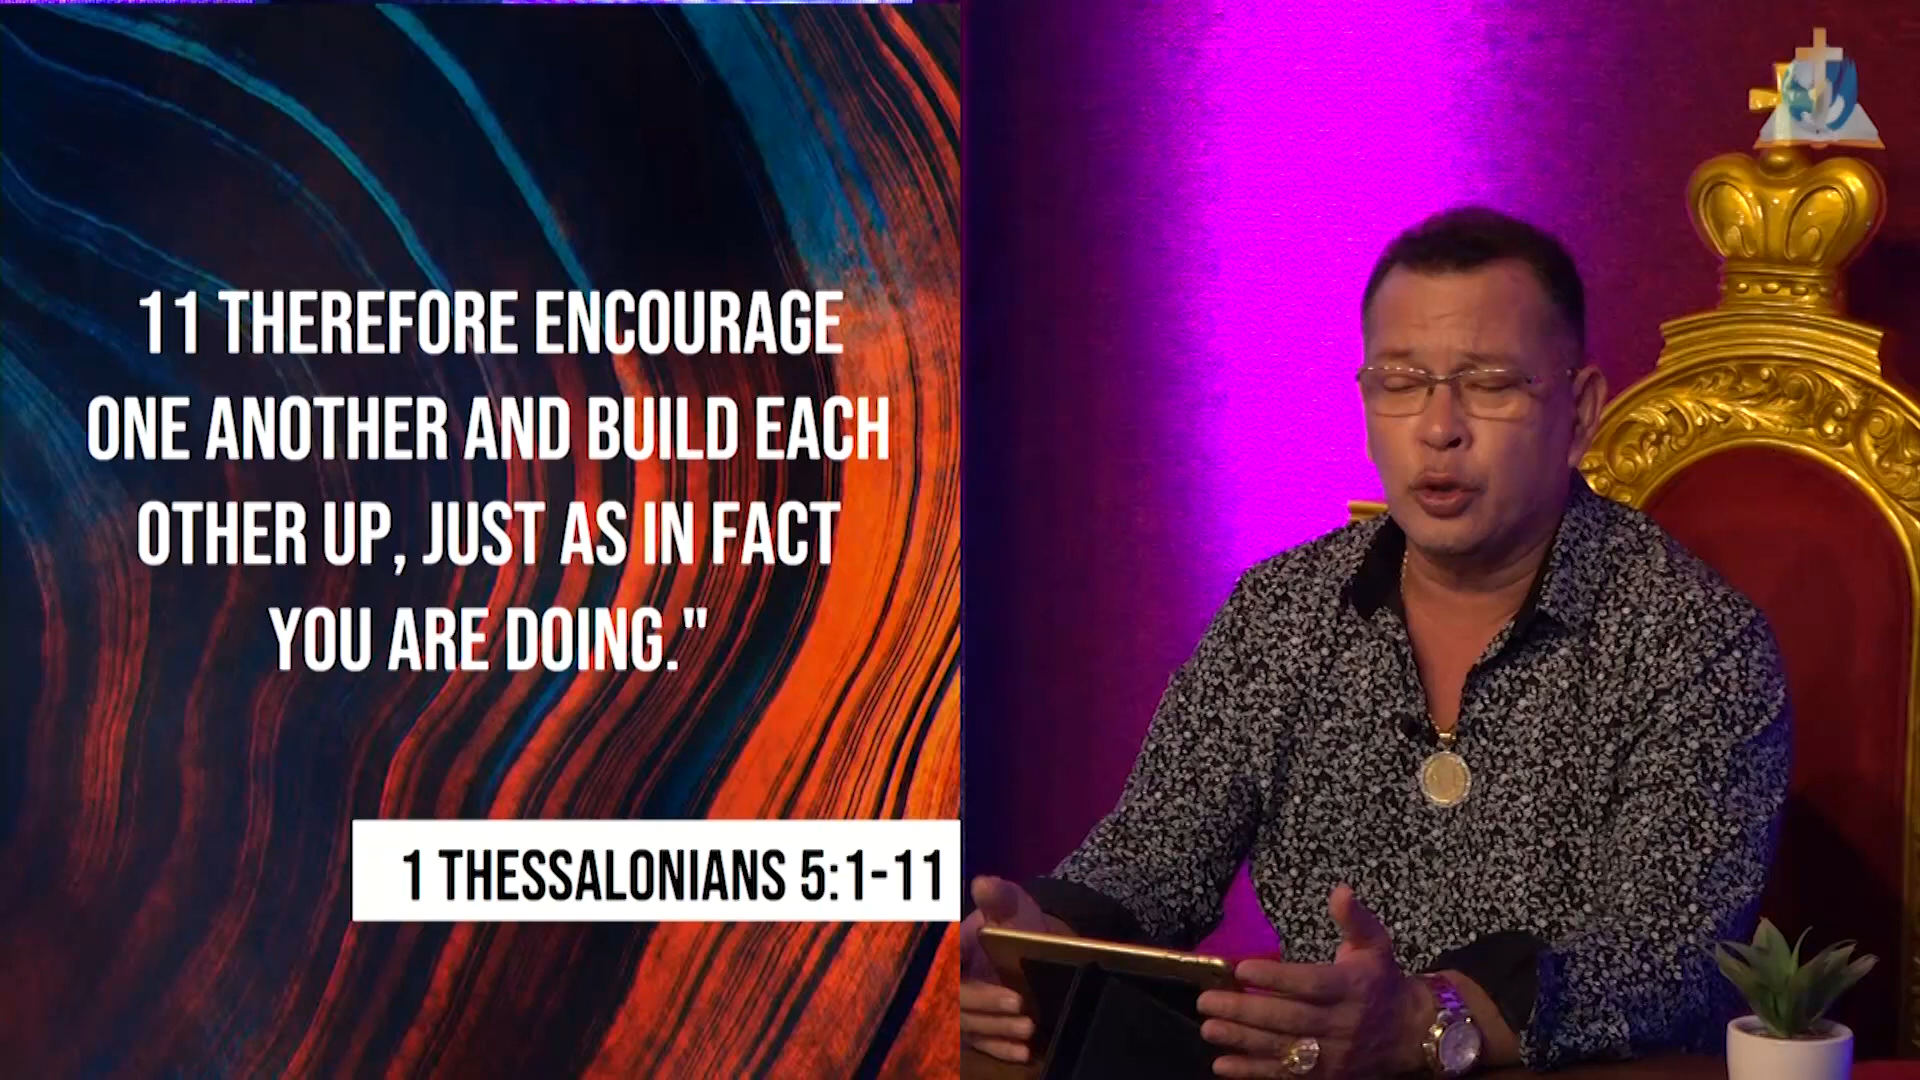 11 THEREFORE ENCOURAGE
ONE ANOTHER AND BUILD EACH
OTHER UP, JUST AS IN FACT
YOU ARE DOING."
1 THESSALONIANS 5:1-11